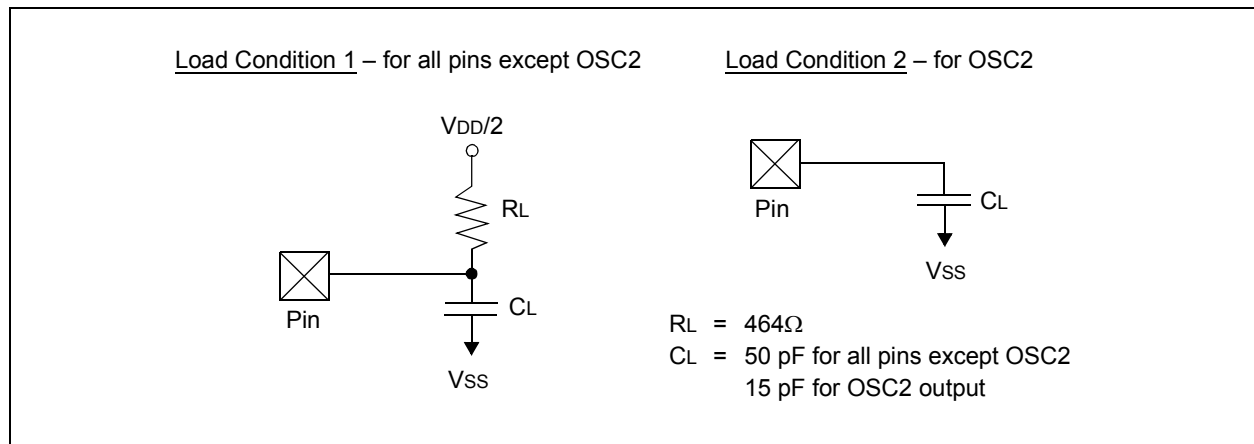 Load Condition 1 – for all pins except OSC2
VDD/2
RL
Pin
CL
VSS
Load Condition 2 – for OSC2
Pin
CL
VSS
RL = 464Ω
CL = 50 pF for all pins except OSC2
15 pF for OSC2 output